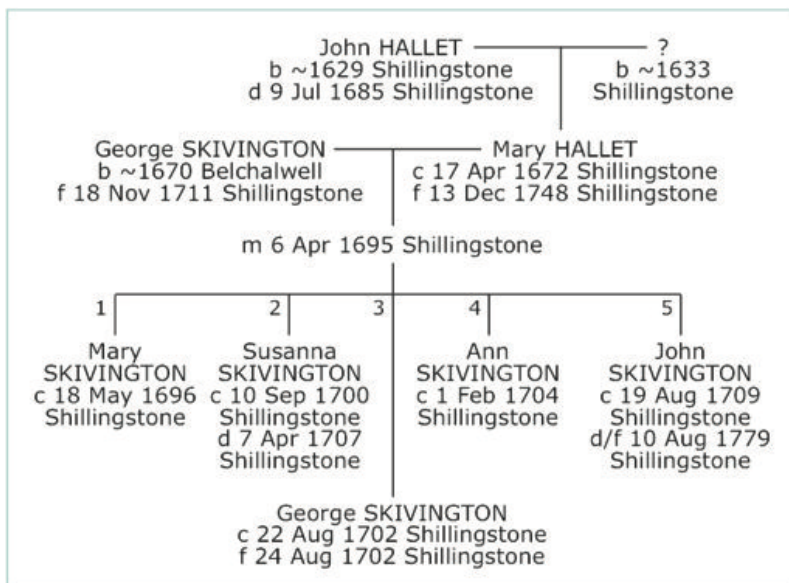 John HALLET
b ~1629 Shillingstone
d 9 Jul 1685 Shillingstone
?
b ~1633
Shillingstone
George SKIVINGTON
b ~1670 Belchalwell
f 18 Nov 1711 Shillingstone
Mary HALLET
c 17 Apr 1672 Shillingstone
f 13 Dec 1748 Shillingstone
m 6 Apr 1695 Shillingstone
1
Mary
SKIVINGTON
c 18 May 1696
Shillingstone
2
Susanna
SKIVINGTON
c 10 Sep 1700
Shillingstone
d 7 Apr 1707
Shillingstone
3
George SKIVINGTON
c 22 Aug 1702 Shillingstone
f 24 Aug 1702 Shillingstone
4
Ann
SKIVINGTON
c 1 Feb 1704
Shillingstone
5
John
SKIVINGTON
c 19 Aug 1709
Shillingstone
d/f 10 Aug 1779
Shillingstone